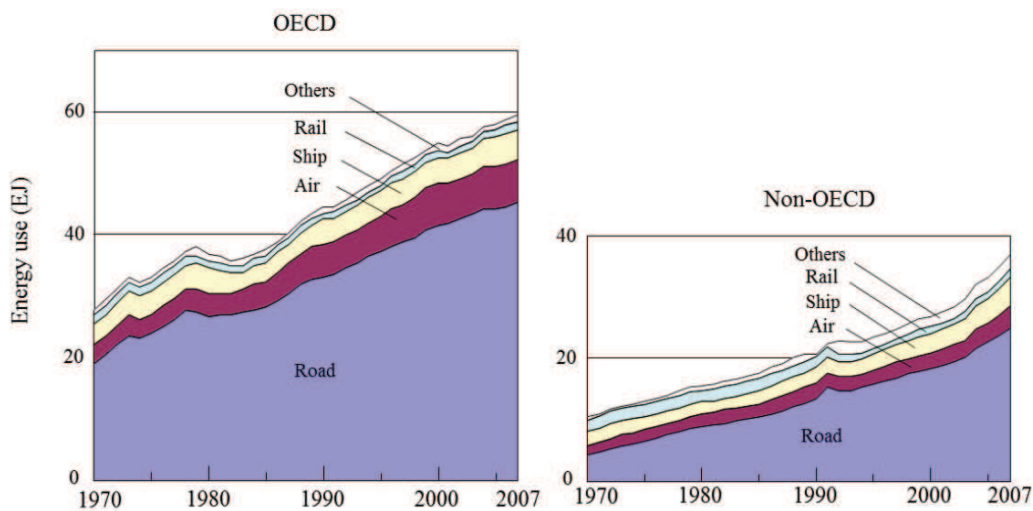 OECD
Energy use (EJ)
60
40
20
0
Others
Rail
Ship
Air
Road
1970
1980
1990
2000
2007
Non-OECD
40
20
0
Others
Rail
Ship
Air
Road
1970
1980
1990
2000
2007